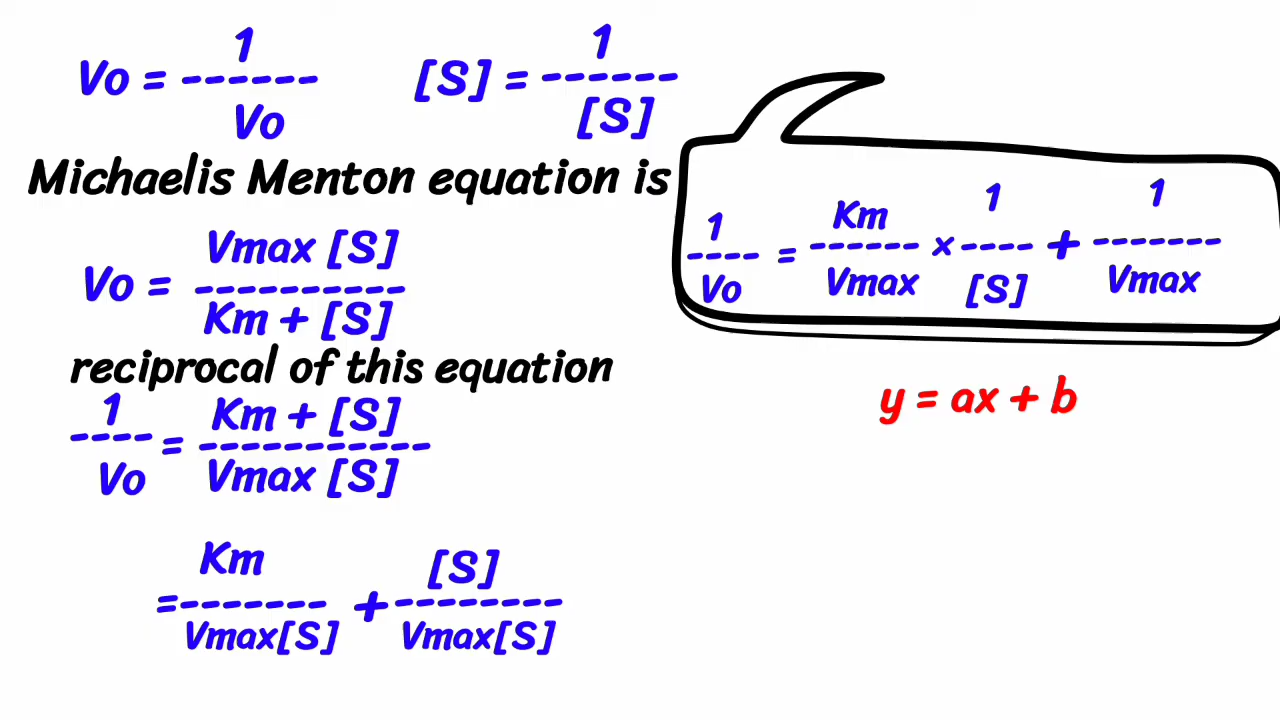 1
Vo = ------
Vo
1
[S] = ------
[S]
Michaelis Menton equation is
Vmax [S]
Vo = ----------
Km + [S]
reciprocal of this equation
1 Km + [S]
---- = -----------
Vo Vmax [S]
Km [S]
=------- + ---------
Vmax[S] Vmax[S]
1 Km 1 1
---- = ------ × ---- + -------
Vo Vmax [S] Vmax
y = ax + b